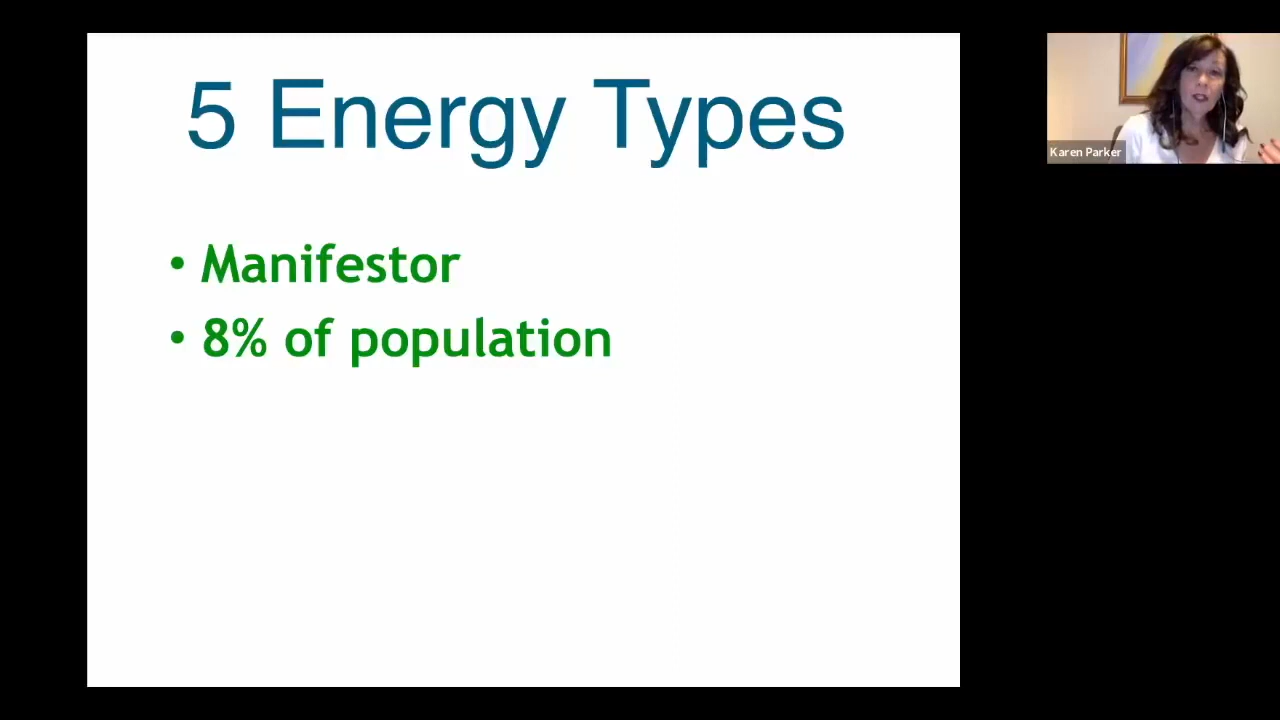 5 Energy Types
• Manifestor
• 8% of population
Karen Parker